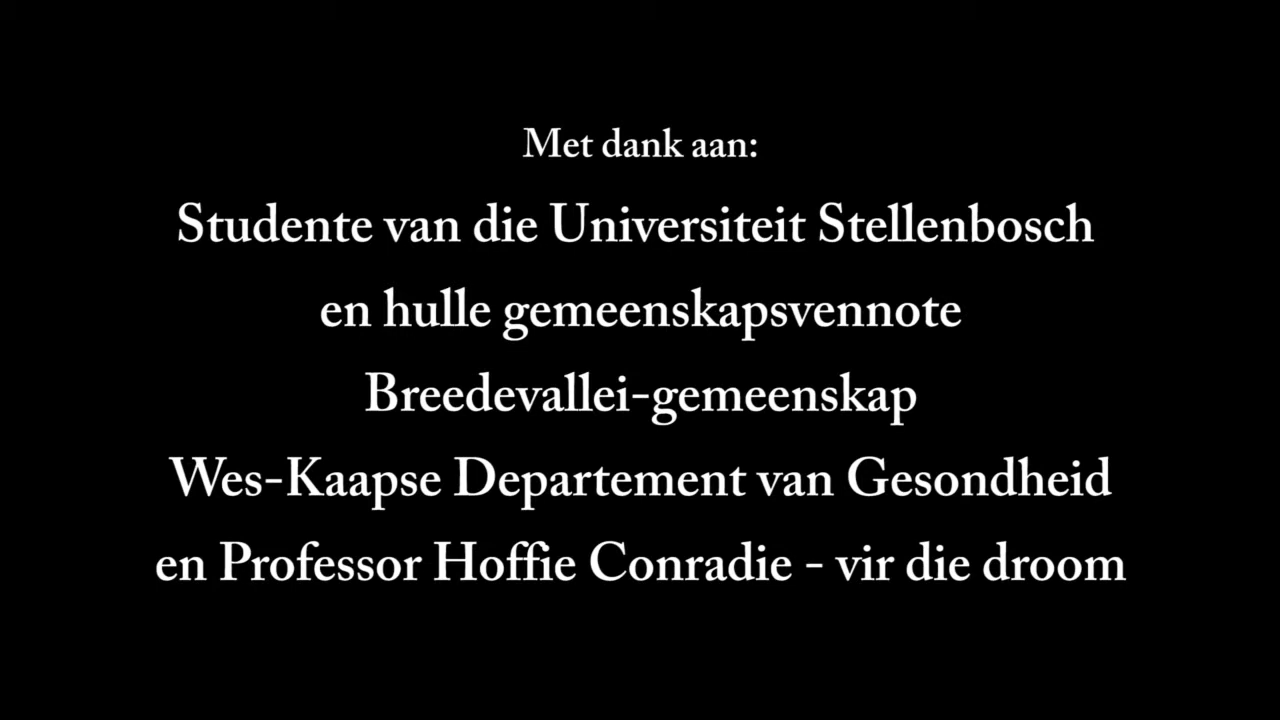 Met dank aan:
Studente van die Universiteit Stellenbosch
en hulle gemeenskapsvennote
Breedevallei-gemeenskap
Wes-Kaapse Departement van Gesondheid
en Professor Hoffie Conradie - vir die droom